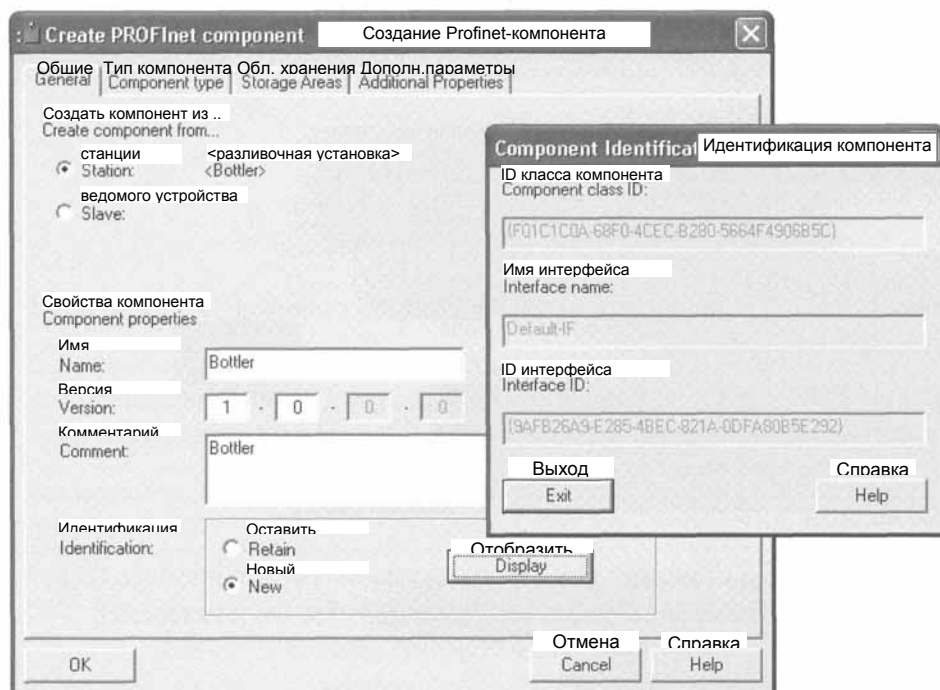 Create PROFInet component Создание Profinet-компонента
Общие Тип компонента Обл. хранения Дополн.параметры
General Component type Storage Areas Additional Properties
Создать компонент из ..
Create component from...
станции <разливочная установка>
Station: <Bottler>
ведомого устройства
Slave:
Свойства компонента
Component properties
Имя
Name: Bottler
Версия
Version: 1 . 0 . 0 . 0
Комментарий
Comment: Bottler
Идентификация
Identification:
Оставить
Retain
Новый
New
Отобразить
Display
OK
Отмена
Cancel
Справка
Help
Component Identificat Идентификация компонента
ID класса компонента
Component class ID:
{F01C1C0A-68F0-4CEC-B280-5664F4906B5C}
Имя интерфейса
Interface name:
Default-IF
ID интерфейса
Interface ID:
{9AFB26A9-E285-4BEC-821A-0DFA80B5E292}
Выход
Exit
Справка
Help